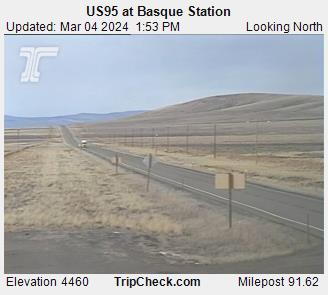 US95 at Basque Station
Updated: Mar 04 2024  1:53 PM
Looking North
Elevation 4460
TripCheck.com
Milepost 91.62